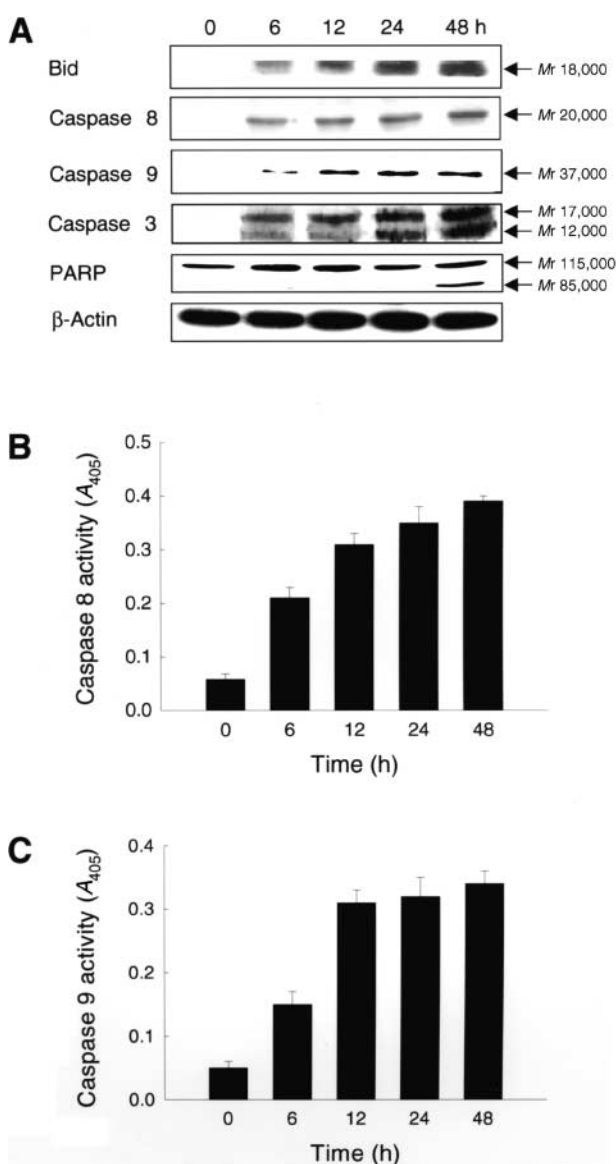 A
0 6 12 24 48 h
Bid
Mr 18,000
Caspase 8
Mr 20,000
Caspase 9
Mr 37,000
Caspase 3
Mr 17,000
Mr 12,000
PARP
Mr 115,000
Mr 85,000
β-Actin
B
Caspase 8 activity (A405)
0.5
0.4
0.3
0.2
0.1
0.0
0 6 12 24 48
Time (h)
C
Caspase 9 activity (A405)
0.4
0.3
0.2
0.1
0.0
0 6 12 24 48
Time (h)